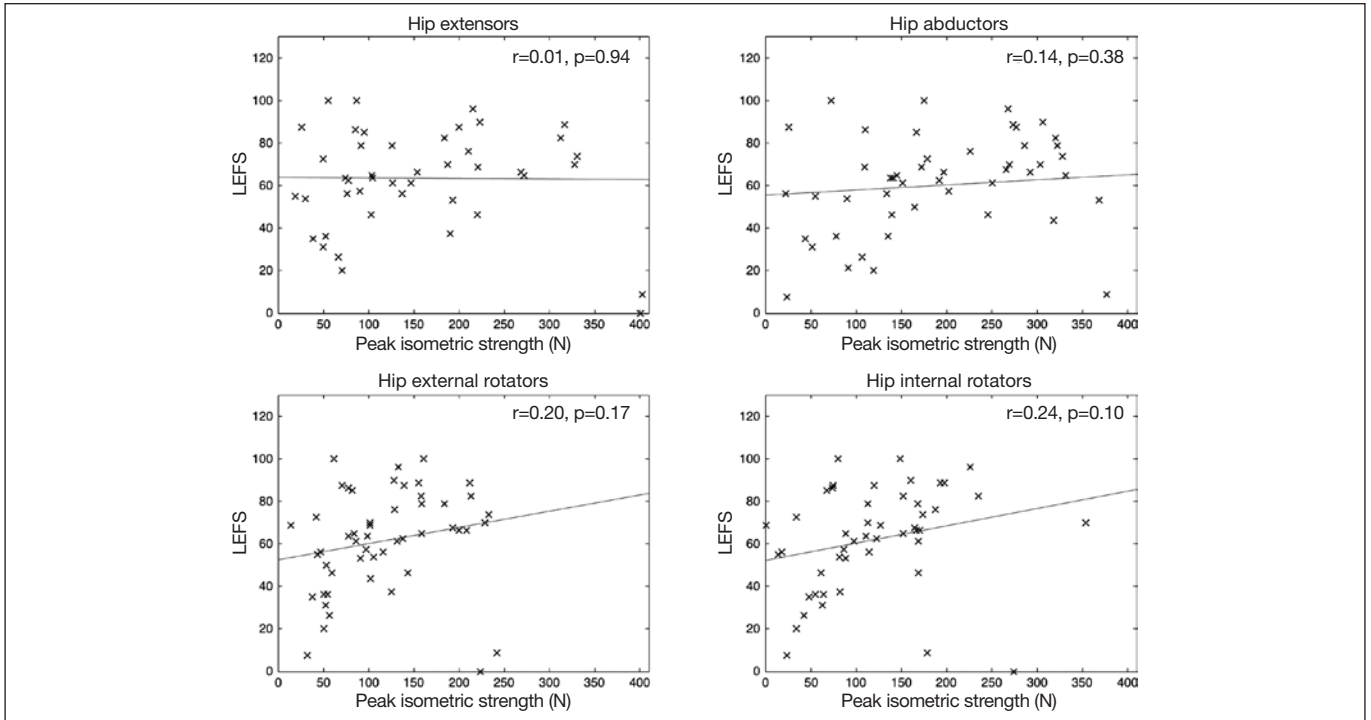 Hip extensors
r=0.01, p=0.94
120
100
80
60
40
20
0
LEFS
0 50 100 150 200 250 300 350 400
Peak isometric strength (N)
Hip abductors
r=0.14, p=0.38
120
100
80
60
40
20
0
LEFS
0 50 100 150 200 250 300 350 400
Peak isometric strength (N)
Hip external rotators
r=0.20, p=0.17
120
100
80
60
40
20
0
LEFS
0 50 100 150 200 250 300 350 400
Peak isometric strength (N)
Hip internal rotators
r=0.24, p=0.10
120
100
80
60
40
20
0
LEFS
0 50 100 150 200 250 300 350 400
Peak isometric strength (N)